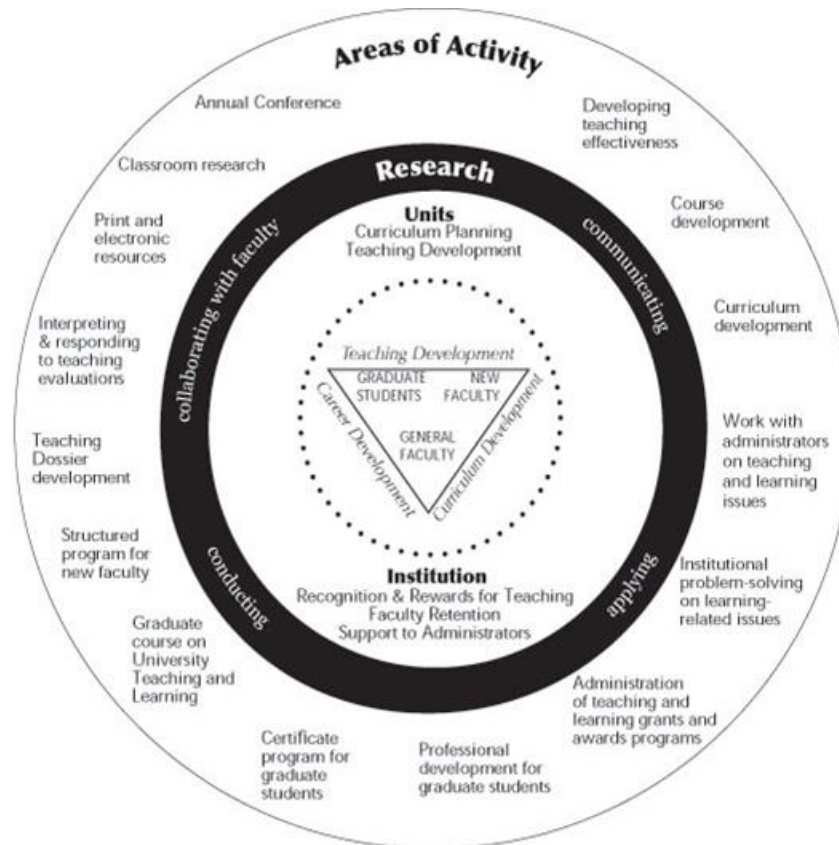 Areas of Activity
Annual Conference
Developing
teaching
effectiveness
Classroom research
Research
Course
development
Print and
electronic
resources
Units
Curriculum Planning
Teaching Development
collaborating with faculty
communicating
Curriculum
development
Interpreting
& responding
to teaching
evaluations
Teaching Development
GRADUATE
STUDENTS
NEW
FACULTY
GENERAL
FACULTY
Career Development
Curriculum Development
Work with
administrators
on teaching
and learning
issues
Teaching
Dossier
development
Structured
program for
new faculty
conducting
Institution
Recognition & Rewards for Teaching
Faculty Retention
Support to Administrators
applying
Institutional
problem-solving
on learning-
related issues
Graduate
course on
University
Teaching and
Learning
Administration
of teaching and
learning grants and
awards programs
Certificate
program for
graduate
students
Professional
development for
graduate students